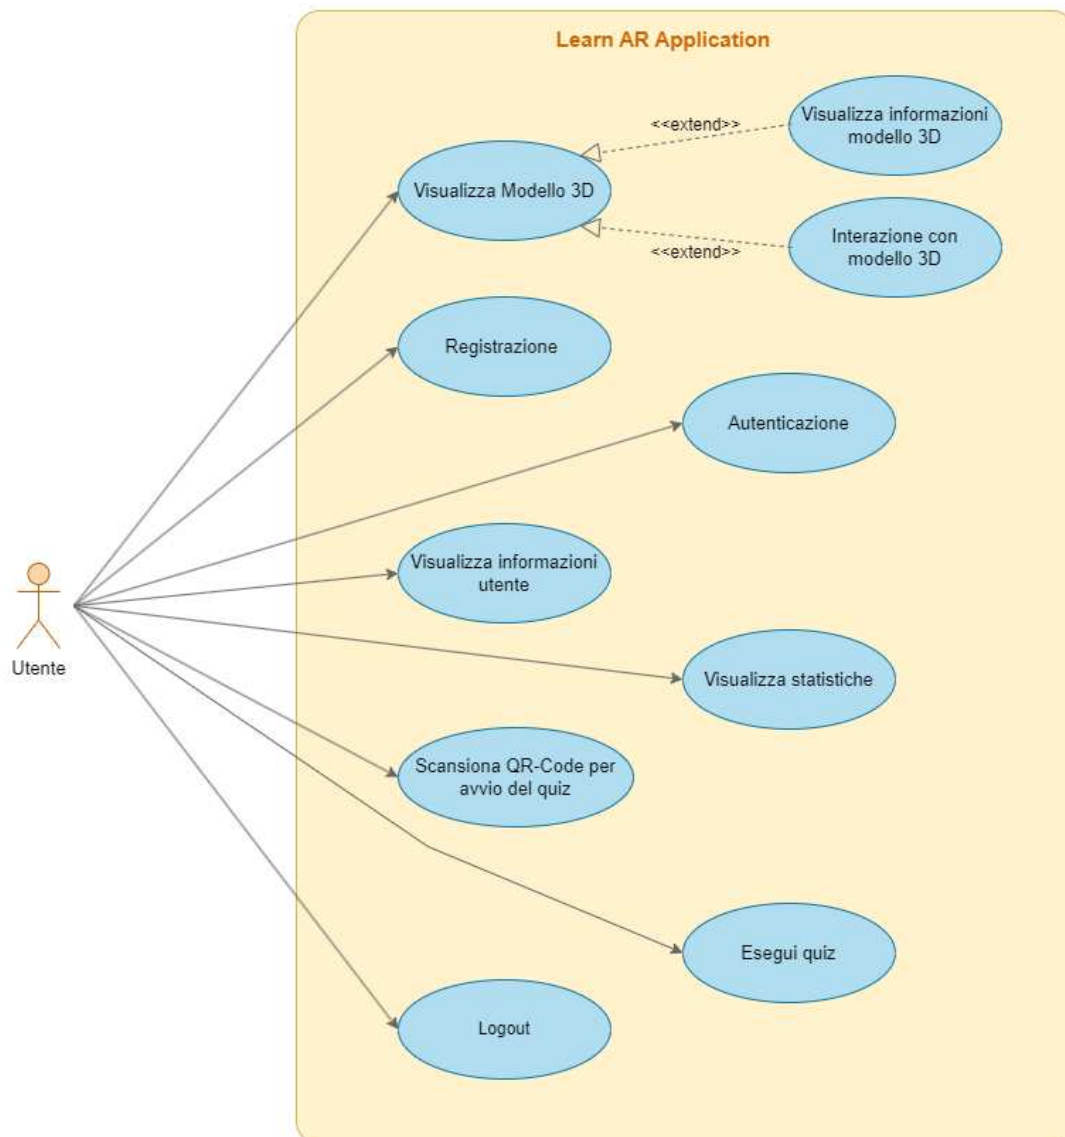 Learn AR Application
Visualizza informazioni
modello 3D
<<extend>>
Visualizza Modello 3D
Interazione con
modello 3D
<<extend>>
Registrazione
Autenticazione
Visualizza informazioni
utente
Utente
Visualizza statistiche
Scansiona QR-Code per
avvio del quiz
Esegui quiz
Logout